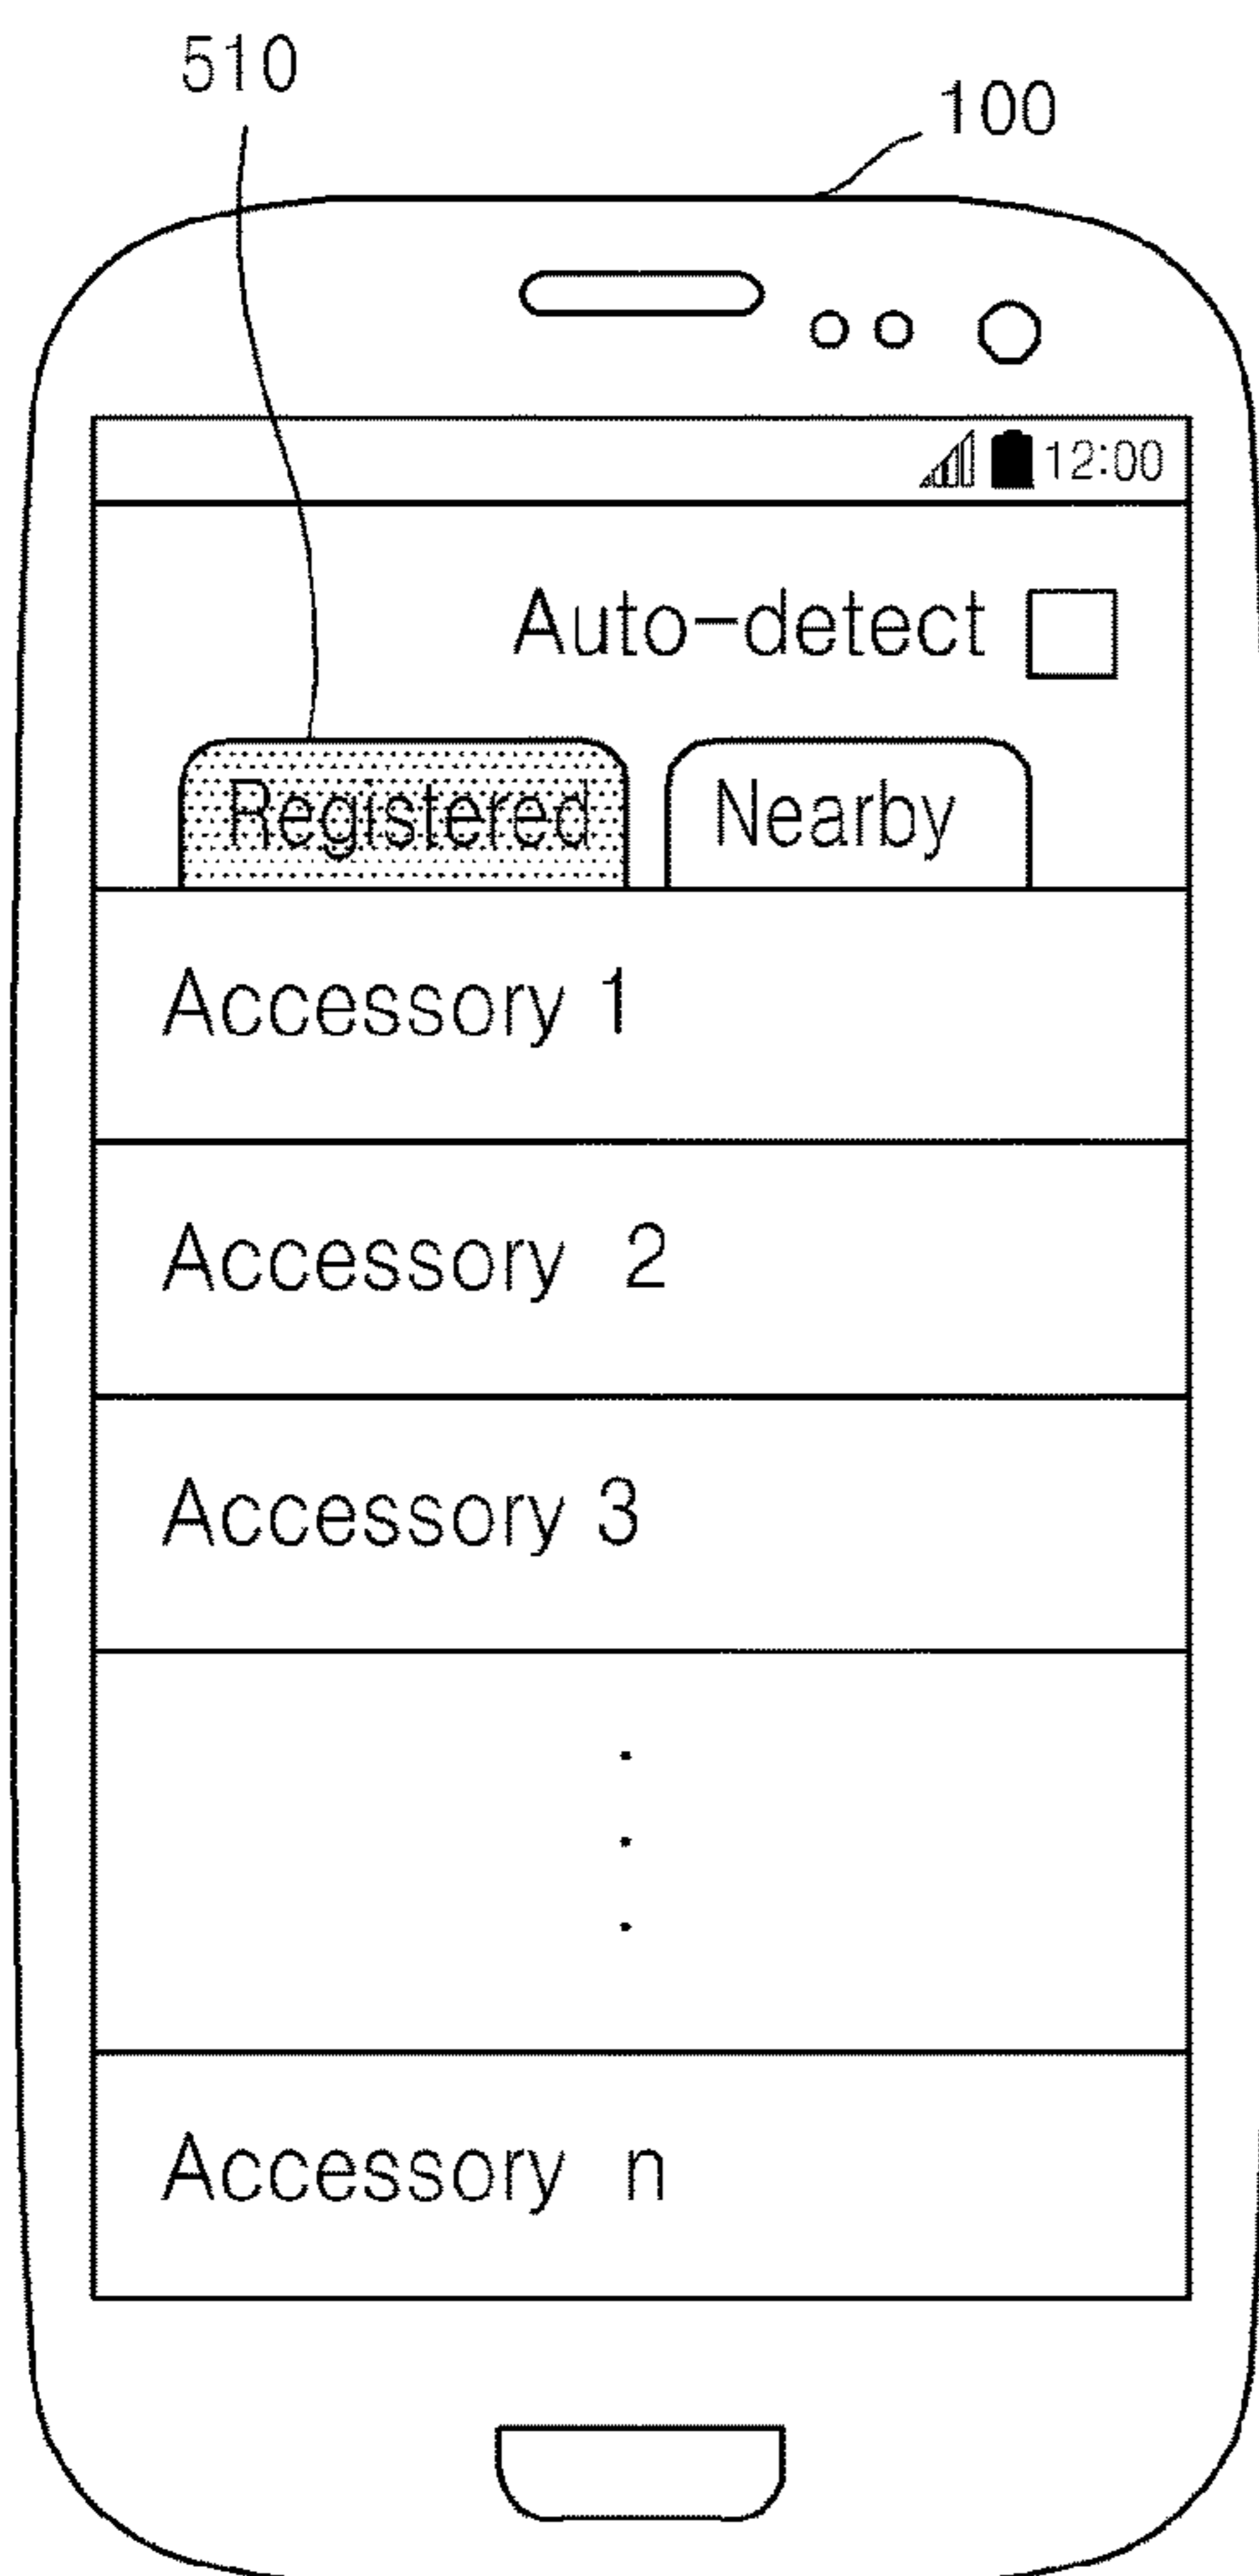 510
100
12:00
Auto-detect
Registered Nearby
Accessory 1
Accessory 2
Accessory 3
Accessory n